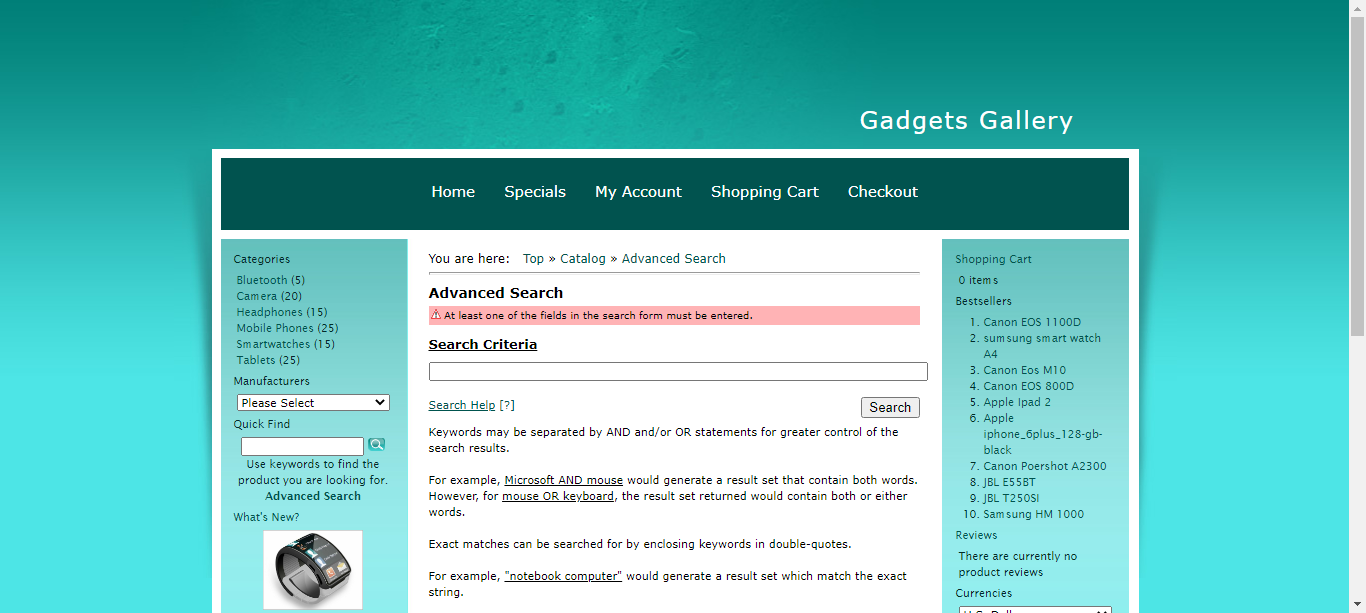 Gadgets Gallery
Home Specials My Account Shopping Cart Checkout
Categories
Bluetooth (5)
Camera (20)
Headphones (15)
Mobile Phones (25)
Smartwatches (15)
Tablets (25)
Manufacturers
Please Select
Quick Find
Use keywords to find the
product you are looking for.
Advanced Search
What's New?
You are here: Top » Catalog » Advanced Search
Advanced Search
At least one of the fields in the search form must be entered.
Search Criteria
Search Help [?]
Search
Keywords may be separated by AND and/or OR statements for greater control of the
search results.
For example, Microsoft AND mouse would generate a result set that contain both words.
However, for mouse OR keyboard, the result set returned would contain both or either
words.
Exact matches can be searched for by enclosing keywords in double-quotes.
For example, "notebook computer" would generate a result set which match the exact
string.
Shopping Cart
0 items
Bestsellers
1. Canon EOS 1100D
2. sumsung smart watch
A4
3. Canon Eos M10
4. Canon EOS 800D
5. Apple Ipad 2
6. Apple
iphone_6plus_128-gb-
black
7. Canon Poershot A2300
8. JBL E55BT
9. JBL T250SI
10. Samsung HM 1000
Reviews
There are currently no
product reviews
Currencies